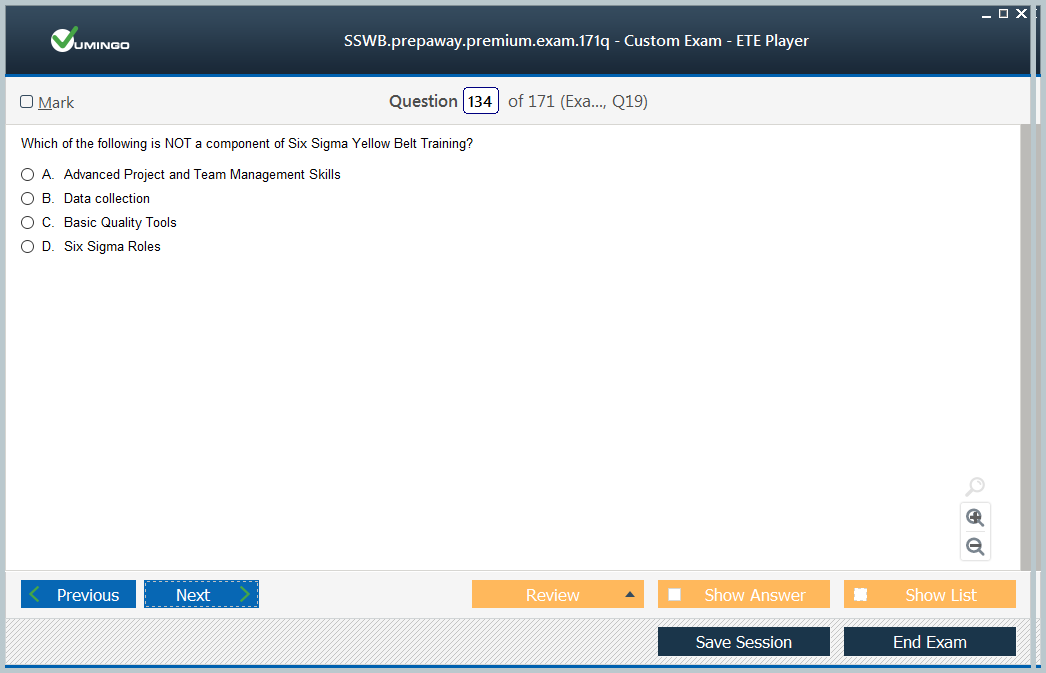 VUMINGO
SSWB.prepaway.premium.exam.171q - Custom Exam - ETE Player
Mark
Question 134 of 171 (Exa..., Q19)
Which of the following is NOT a component of Six Sigma Yellow Belt Training?
A. Advanced Project and Team Management Skills
B. Data collection
C. Basic Quality Tools
D. Six Sigma Roles
Previous Next Review Show Answer Show List
Save Session End Exam